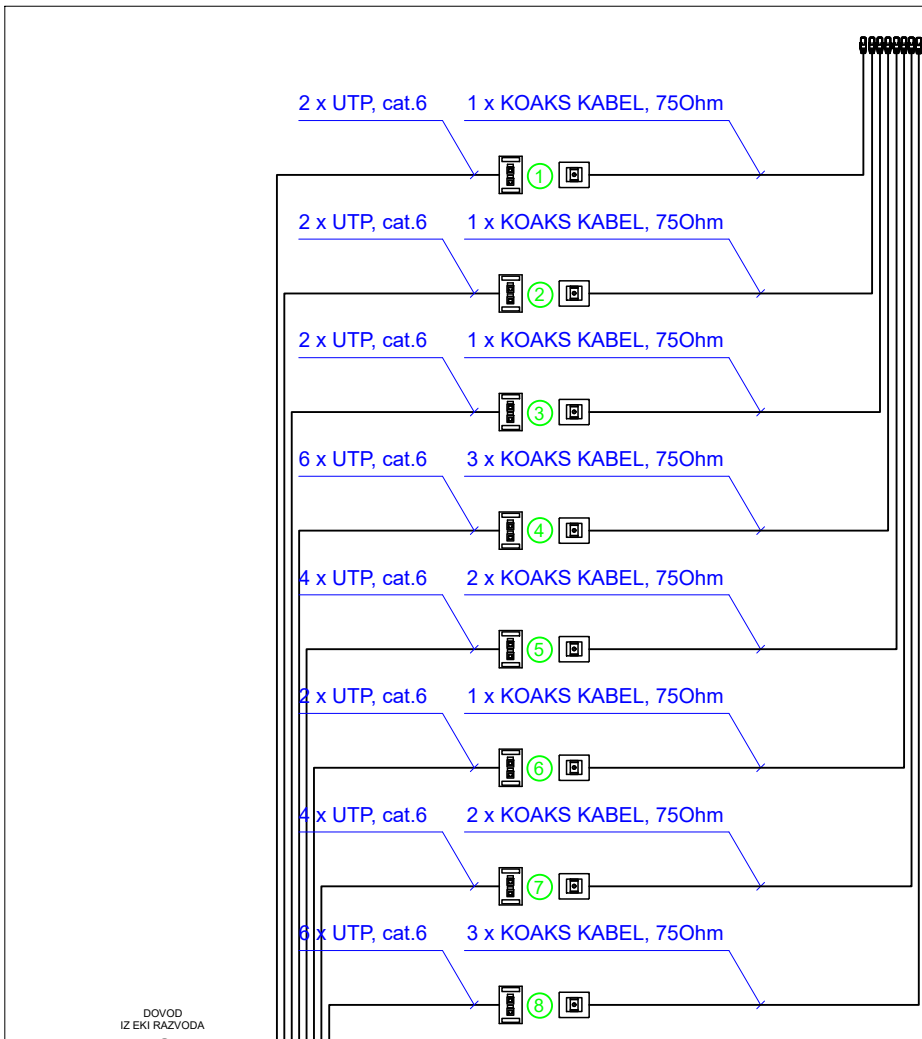 2 x UTP, cat.6 1 x KOAKS KABEL, 75Ohm
1
2 x UTP, cat.6 1 x KOAKS KABEL, 75Ohm
2
2 x UTP, cat.6 1 x KOAKS KABEL, 75Ohm
3
6 x UTP, cat.6 3 x KOAKS KABEL, 75Ohm
4
4 x UTP, cat.6 2 x KOAKS KABEL, 75Ohm
5
2 x UTP, cat.6 1 x KOAKS KABEL, 75Ohm
6
4 x UTP, cat.6 2 x KOAKS KABEL, 75Ohm
7
6 x UTP, cat.6 3 x KOAKS KABEL, 75Ohm
8
DOVOD
IZ EKI RAZVODA